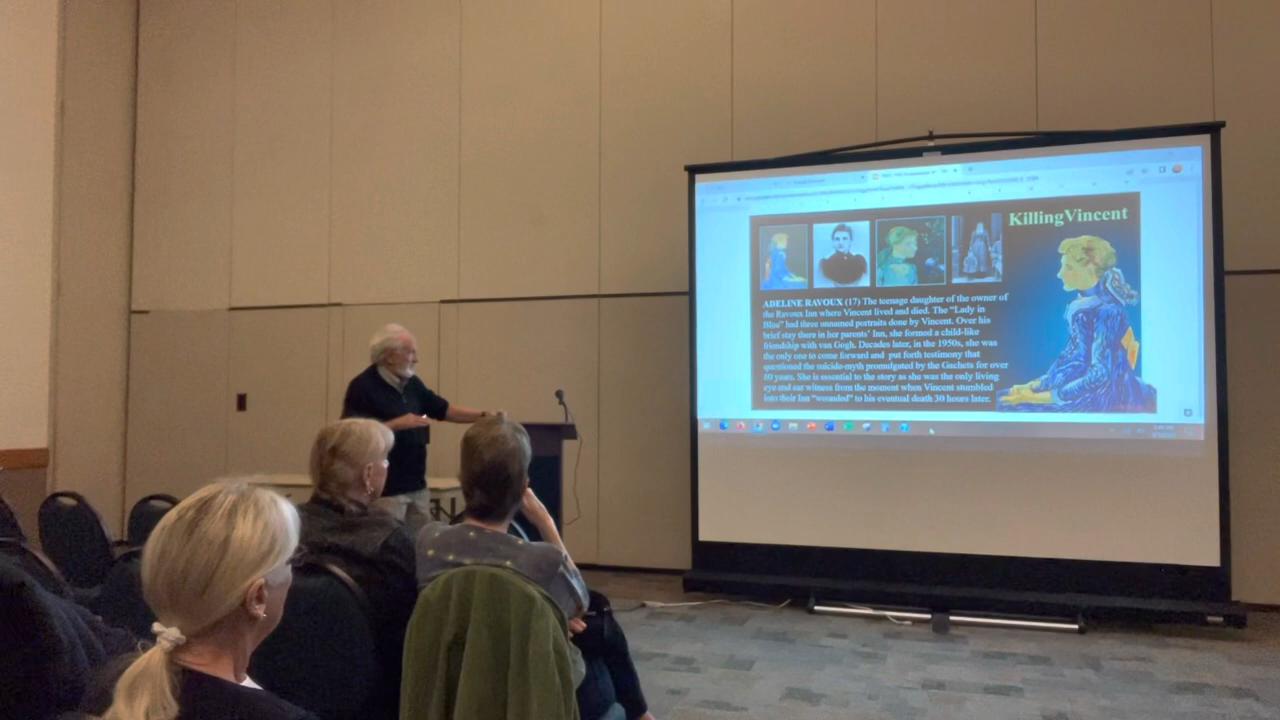 KillingVincent
ADELINE RAVOUX (17) The teenage daughter of the owner of
the Ravoux Inn where Vincent lived and died. The "Lady in
Blue" had three unnamed portraits done by Vincent. Over his
brief stay there in her parents' Inn, she formed a child-like
friendship with van Gogh. Decades later, in the 1950s, she was
the only one to come forward and put forth testimony that
questioned the suicide-myth promulgated by the Gachets for over
60 years. She is essential to the story as she was the only living
eye and ear witness from the moment when Vincent stumbled
into their Inn "wounded" to his eventual death 30 hours later.